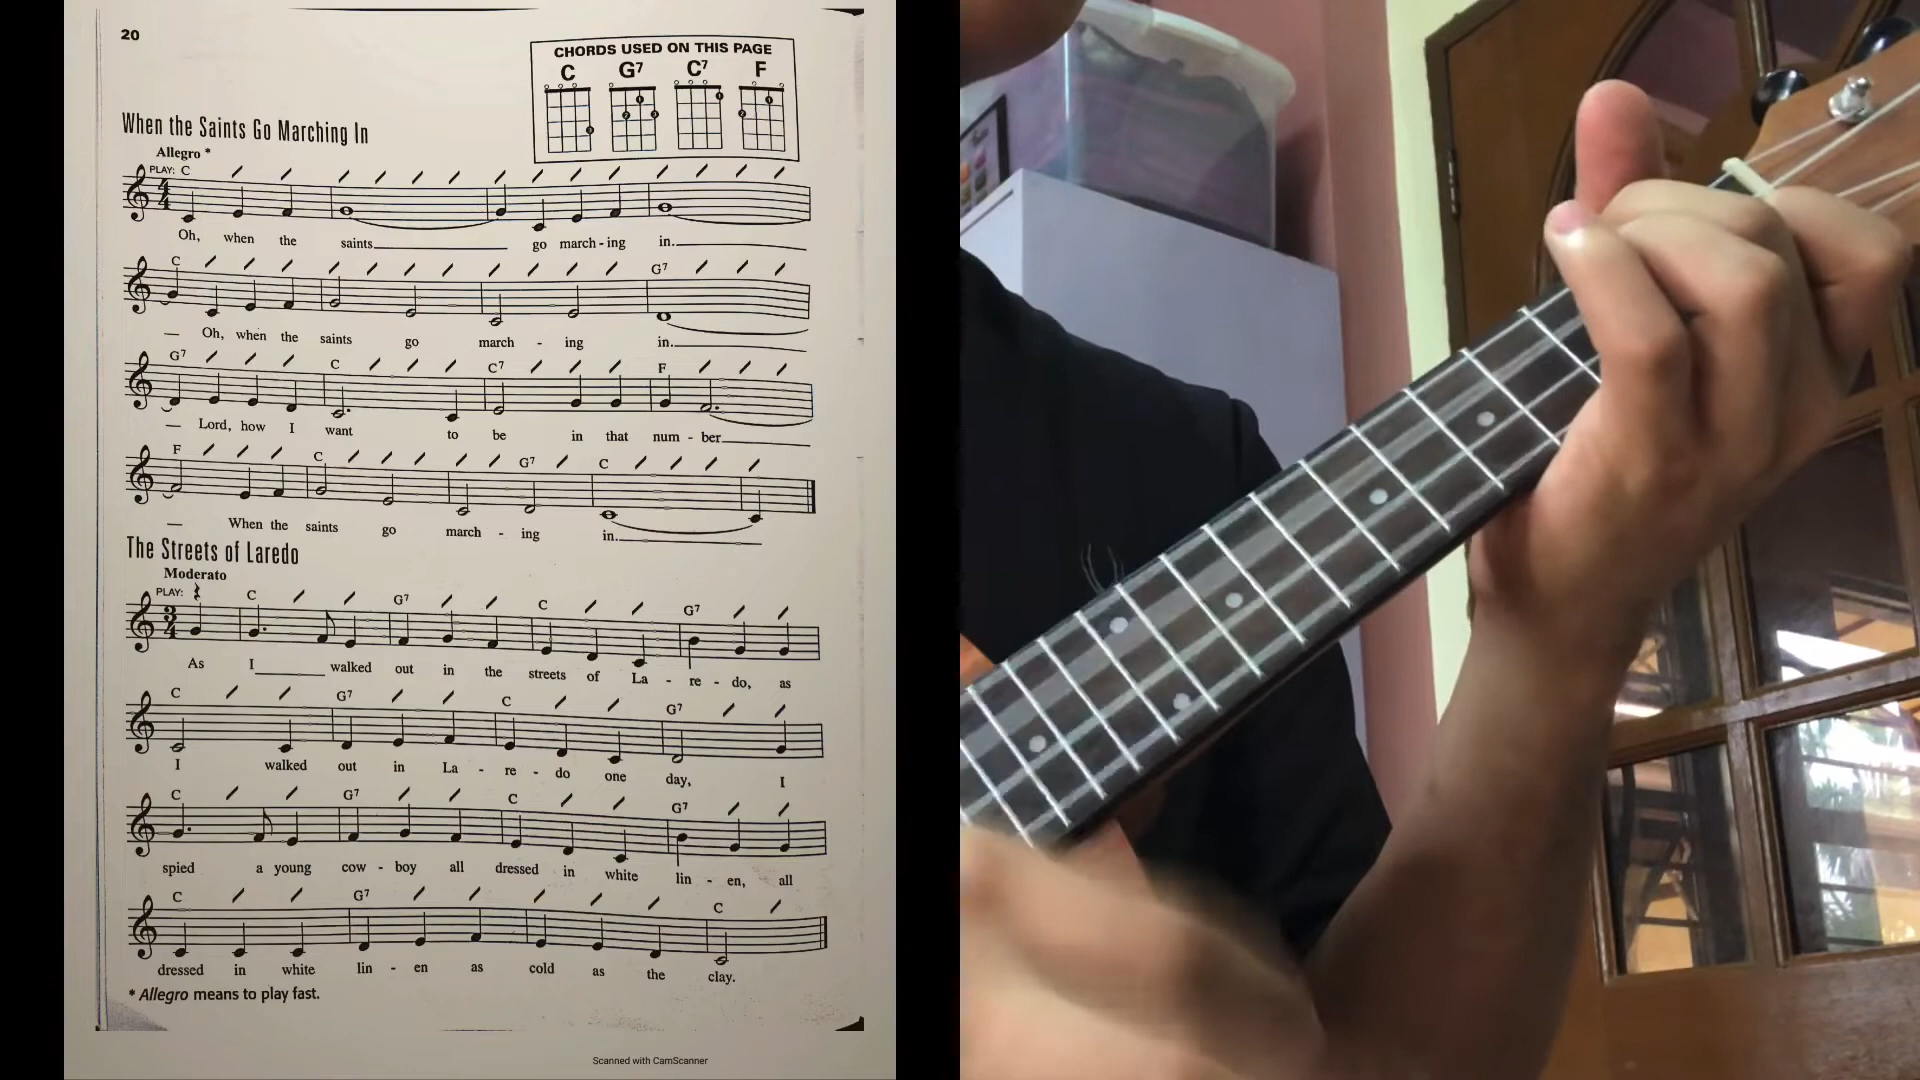 20
CHORDS USED ON THIS PAGE
C G7 C7 F
When the Saints Go Marching In
Allegro *
PLAY: C
Oh, when the saints go march - ing in.
C G7
Oh, when the saints go march - ing in.
G7 C C7 F
Lord, how I want to be in that num - ber
F C G7 C
When the saints go march - ing in.
The Streets of Laredo
Moderato
PLAY: C G7 C G7
As I walked out in the streets of La - re - do, as
C G7 C G7
I walked out in La - re - do one day, I
C G7 C G7
spied a young cow - boy all dressed in white lin - en, all
C G7 C
dressed in white lin - en as cold as the clay.
* Allegro means to play fast.
Scanned with CamScanner